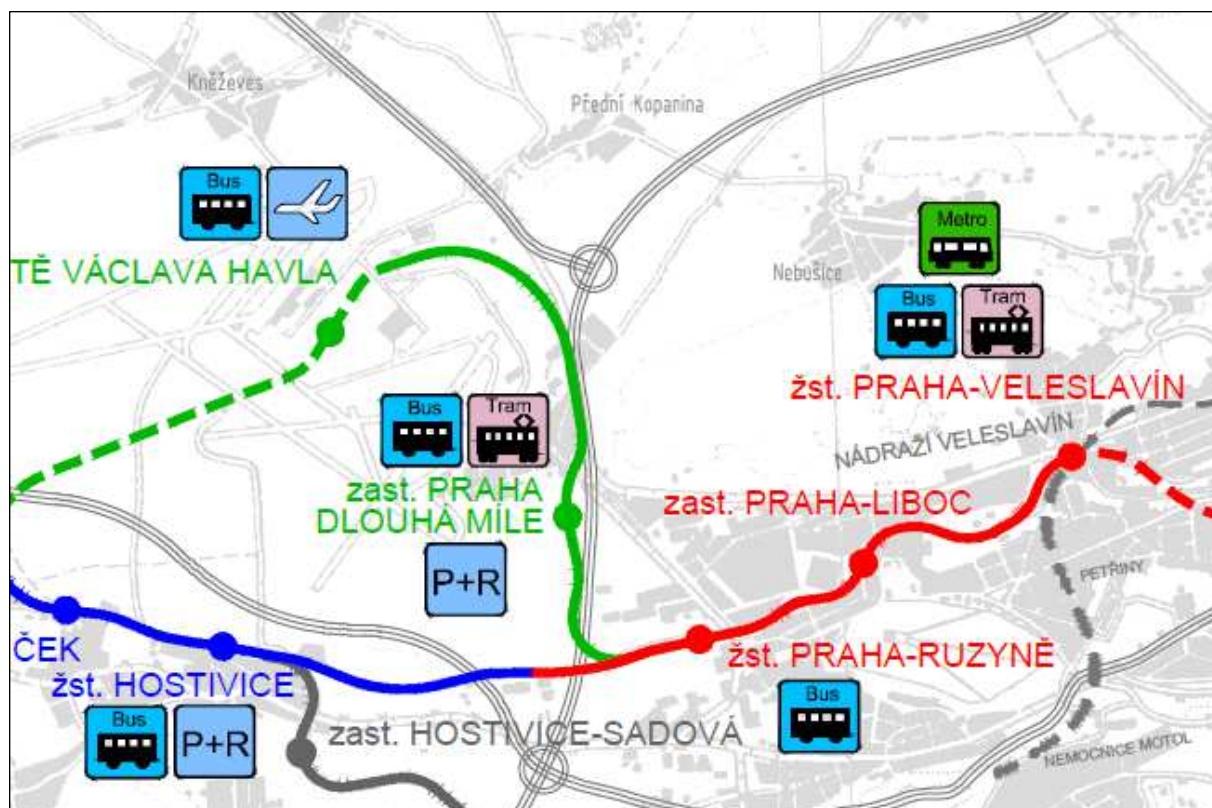 Kněževes
Přední Kopanina
Bus
TĚ VÁCLAVA HAVLA
Metro
Nebušice
Bus
Tram
žst. PRAHA-VELESLAVÍN
Bus
Tram
NÁDRAŽÍ VELESLAVÍN
zast. PRAHA
DLOUHÁ MÍLE
zast. PRAHA-LIBOC
P+R
PETŘINY
ČEK
žst. HOSTIVICE
žst. PRAHA-RUZYNĚ
Bus
P+R
zast. HOSTIVICE-SADOVÁ
Bus
NEMOCNICE MOTOL